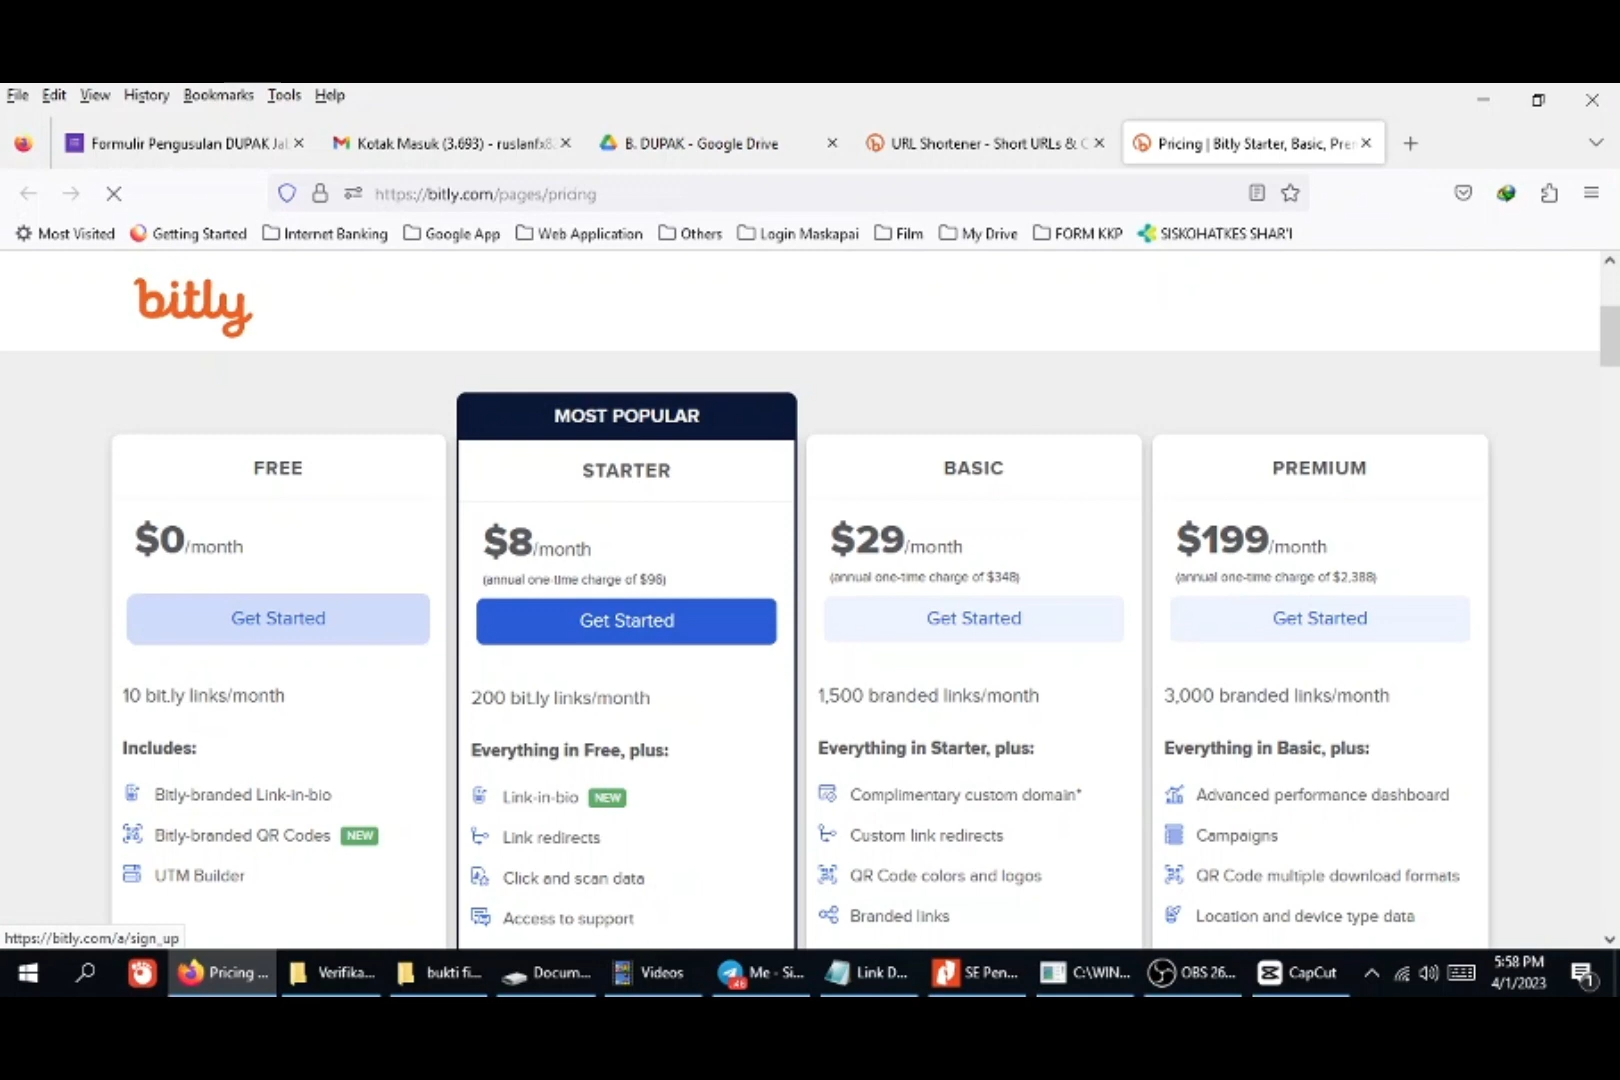 File Edit View History Bookmarks Tools Help
Formulir Pengusulan DUPAK Jal
Kotak Masuk (3.693) - ruslanfx8
B. DUPAK - Google Drive
URL Shortener - Short URLs & C
Pricing | Bitly Starter, Basic, Pre
https://bitly.com/pages/pricing
Most Visited Getting Started Internet Banking Google App Web Application Others Login Maskapai Film My Drive FORM KKP SISKOHATKES SHAR'I
bitly
MOST POPULAR
FREE
$0/month
Get Started
10 bit.ly links/month
Includes:
Bitly-branded Link-in-bio
Bitly-branded QR Codes NEW
UTM Builder
STARTER
$8/month
(annual one-time charge of $96)
Get Started
200 bit.ly links/month
Everything in Free, plus:
Link-in-bio NEW
Link redirects
Click and scan data
Access to support
BASIC
$29/month
(annual one-time charge of $348)
Get Started
1,500 branded links/month
Everything in Starter, plus:
Complimentary custom domain*
Custom link redirects
QR Code colors and logos
Branded links
PREMIUM
$199/month
(annual one-time charge of $2,388)
Get Started
3,000 branded links/month
Everything in Basic, plus:
Advanced performance dashboard
Campaigns
QR Code multiple download formats
Location and device type data
https://bitly.com/a/sign_up
Pricing ... Verifika... bukti fi... Docum... Videos Me - Si... Link D... SE Pen... C:\WIN... OBS 26... CapCut
5:58 PM
4/1/2023
1